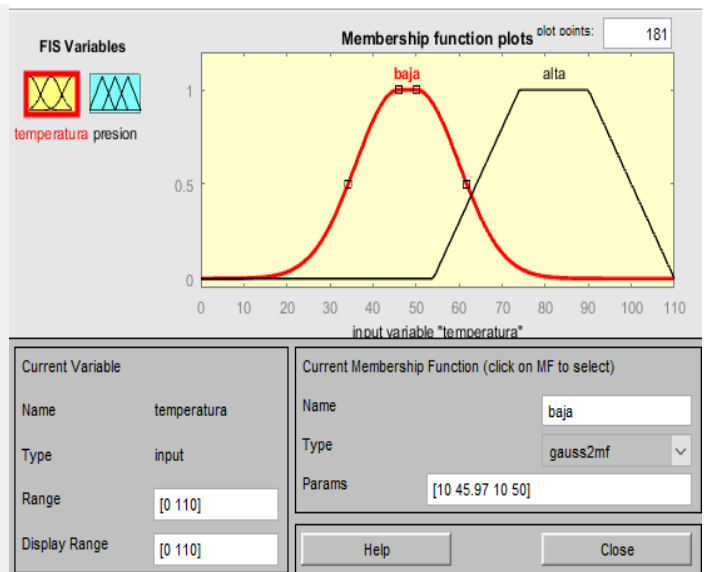 FIS Variables
temperatura presion
Membership function plots
plot points: 181
baja
alta
1
0.5
0
0 10 20 30 40 50 60 70 80 90 100 110
input variable "temperatura"
Current Variable
Name temperatura
Type input
Range [0 110]
Display Range [0 110]
Current Membership Function (click on MF to select)
Name baja
Type gauss2mf
Params [10 45.97 10 50]
Help Close